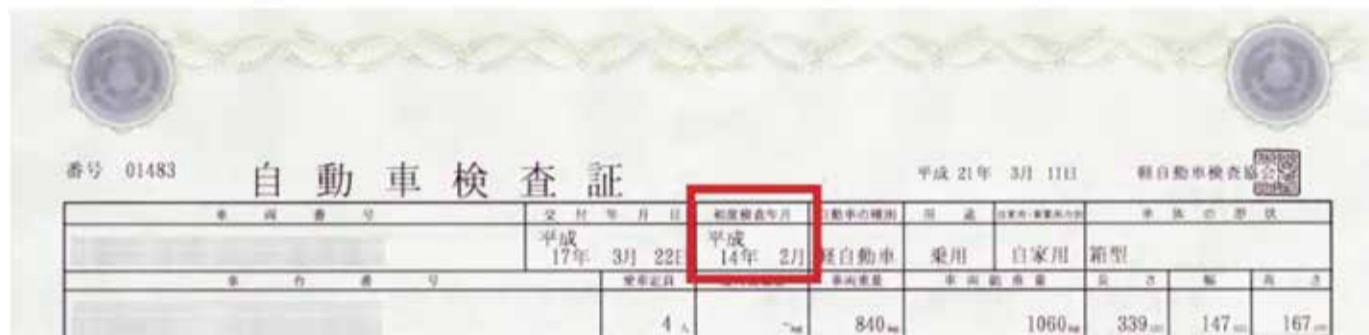 番号 01483 自動車検査証 平成 21年 3月 11日 軽自動車検査協会
車両番号 交付年月日 初度検査年月 自動車の種別 用途 自家用・事業用の別 車体の形状
平成 平成
17年 3月 22日 14年 2月 軽自動車 乗用 自家用 箱型
車台番号 乗車定員 車両重量 車両総重量 長さ 幅 高さ
4人 -kg 840kg 1060kg 339cm 147cm 167cm